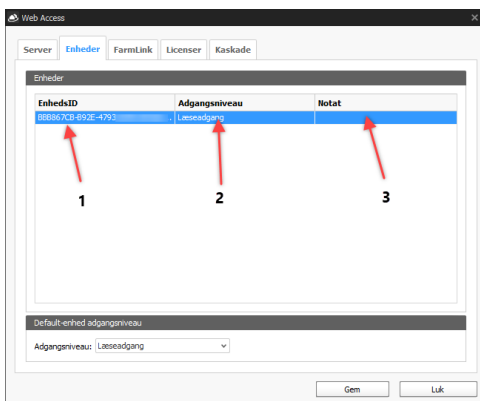 Web Access
Server Enheder FarmLink Licenser Kaskade
Enheder
EnhedsID Adgangsniveau Notat
BBB867CB-B92E-4793 Læseadgang
1 2 3
Default-enhed adgangsniveau
Adgangsniveau: Læseadgang
Gem Luk